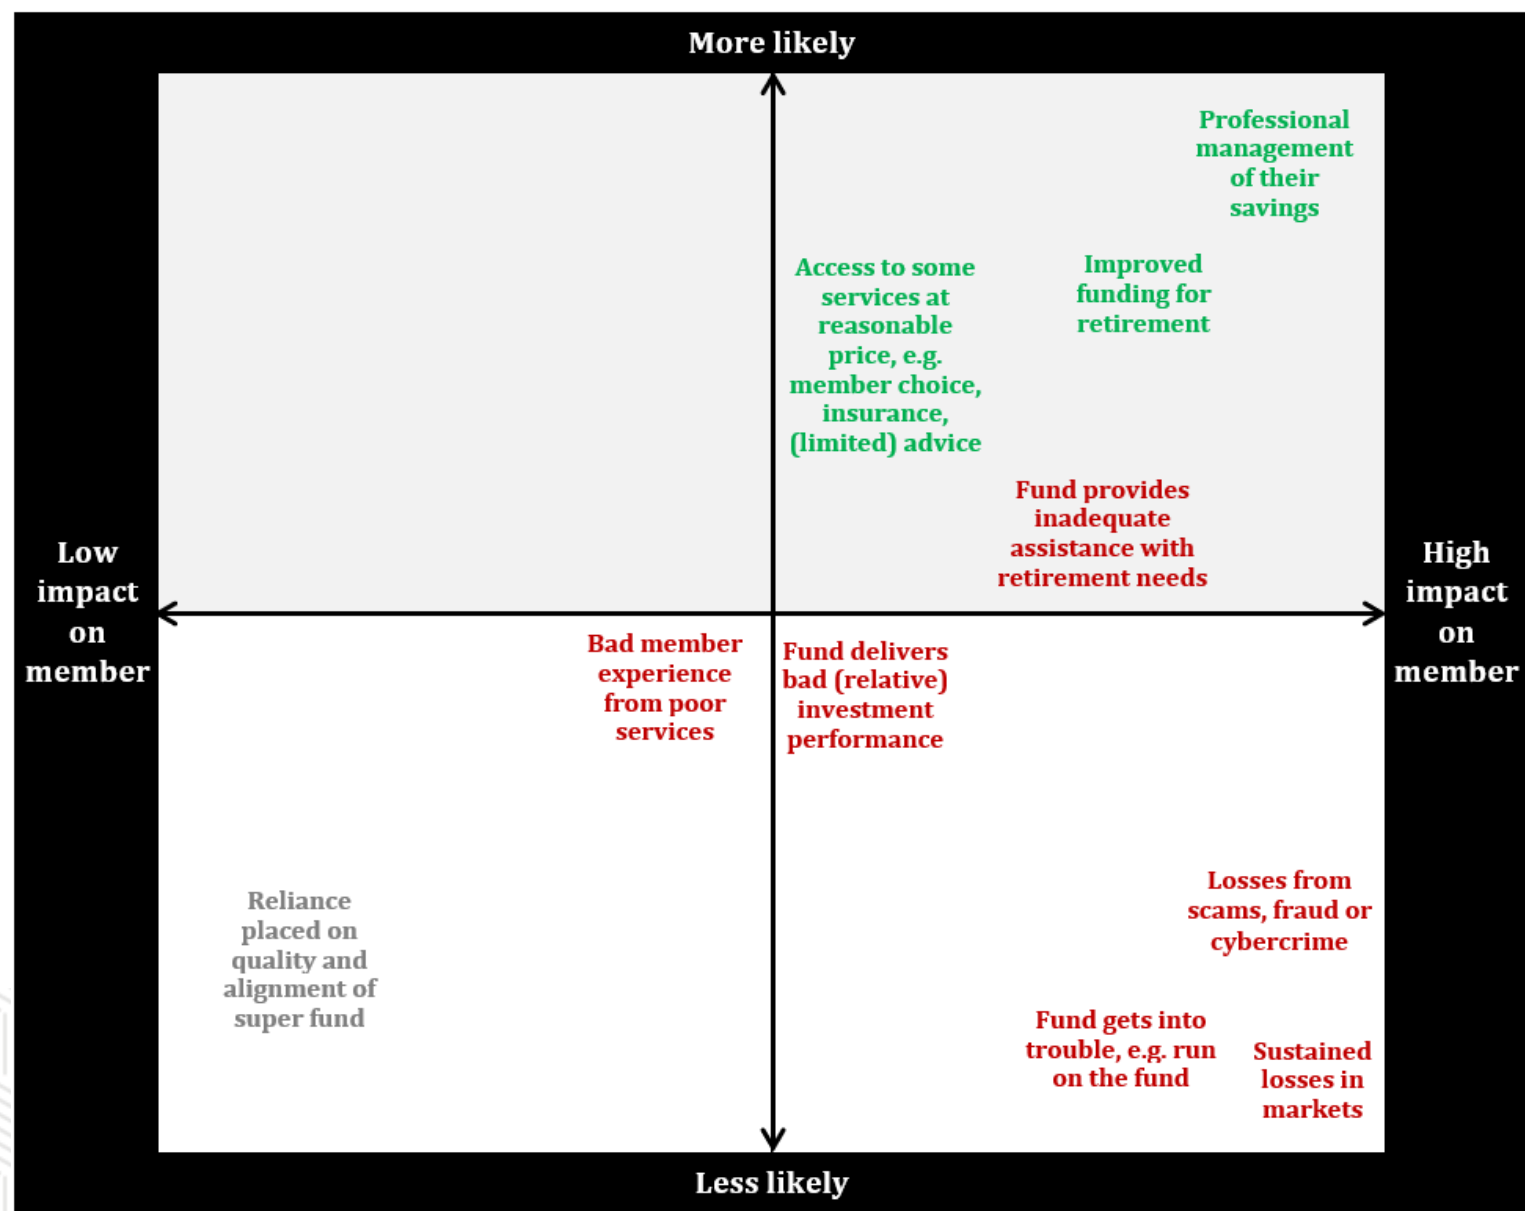 More likely
Professional
management
of their
savings
Access to some
services at
reasonable
price, e.g.
member choice,
insurance,
(limited) advice
Improved
funding for
retirement
Fund provides
inadequate
assistance with
retirement needs
Low
impact
on
member
High
impact
on
member
Bad member
experience
from poor
services
Fund delivers
bad (relative)
investment
performance
Reliance
placed on
quality and
alignment of
super fund
Losses from
scams, fraud or
cybercrime
Fund gets into
trouble, e.g. run
on the fund
Sustained
losses in
markets
Less likely